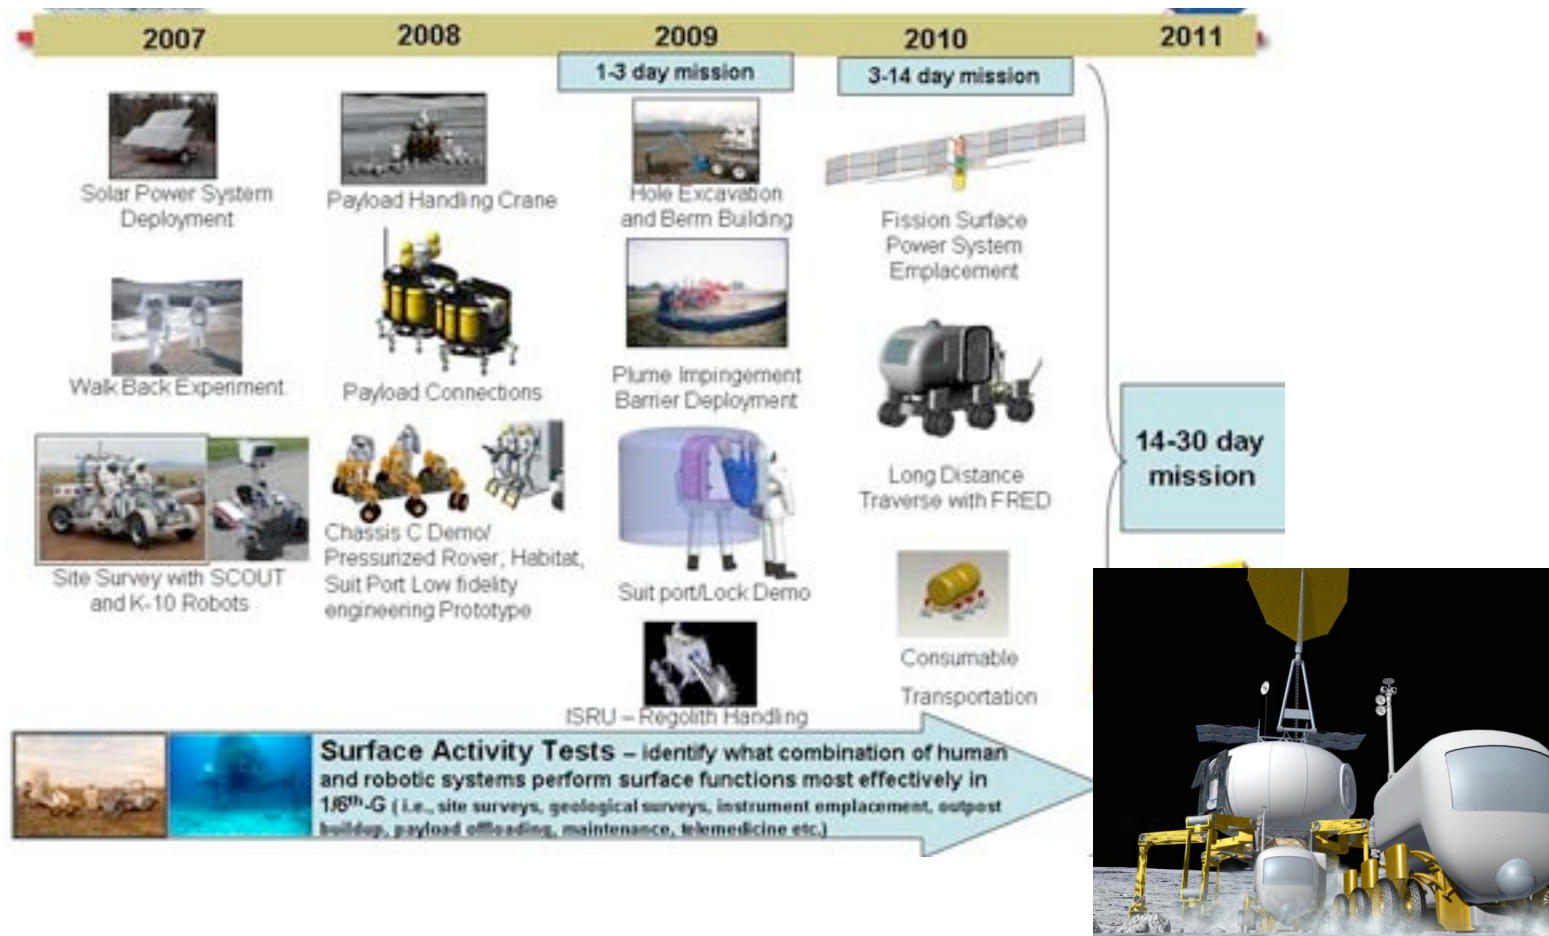 2007
2008
2009
2010
2011
1-3 day mission
3-14 day mission
Solar Power System
Deployment
Walk Back Experiment
Site Survey with SCOUT
and K-10 Robots
Payload Handling Crane
Payload Connections
Chassis C Demo/
Pressurized Rover, Habitat,
Suit Port Low fidelity
engineering Prototype
Hole Excavation
and Berm Building
Plume Impingement
Barrier Deployment
Suit port/Lock Demo
ISRU – Regolith Handling
Fission Surface
Power System
Emplacement
Long Distance
Traverse with FRED
Consumable
Transportation
14-30 day
mission
Surface Activity Tests – identify what combination of human
and robotic systems perform surface functions most effectively in
1/6th-G ( i.e., site surveys, geological surveys, instrument emplacement, outpost
buildup, payload offloading, maintenance, telemedicine etc.)